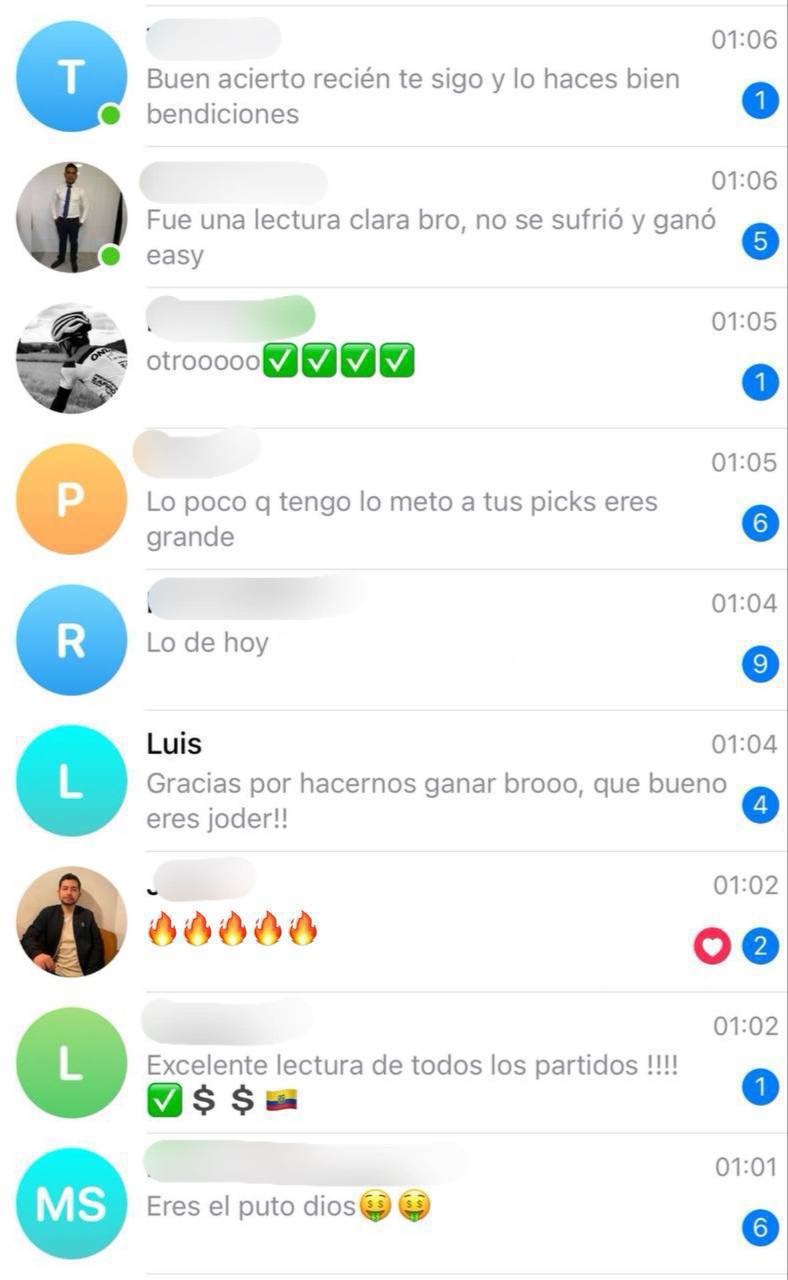 T
01:06
Buen acierto recién te sigo y lo haces bien
bendiciones
1
01:06
Fue una lectura clara bro, no se sufrió y ganó
easy
5
01:05
otrooooo✅✅✅✅
1
P
01:05
Lo poco q tengo lo meto a tus picks eres
grande
6
R
01:04
Lo de hoy
9
L
Luis
01:04
Gracias por hacernos ganar brooo, que bueno
eres joder!!
4
01:02
🔥🔥🔥🔥🔥
2
L
01:02
Excelente lectura de todos los partidos !!!!
✅💲💲🇪🇨
1
MS
01:01
Eres el puto dios🤑🤑
6